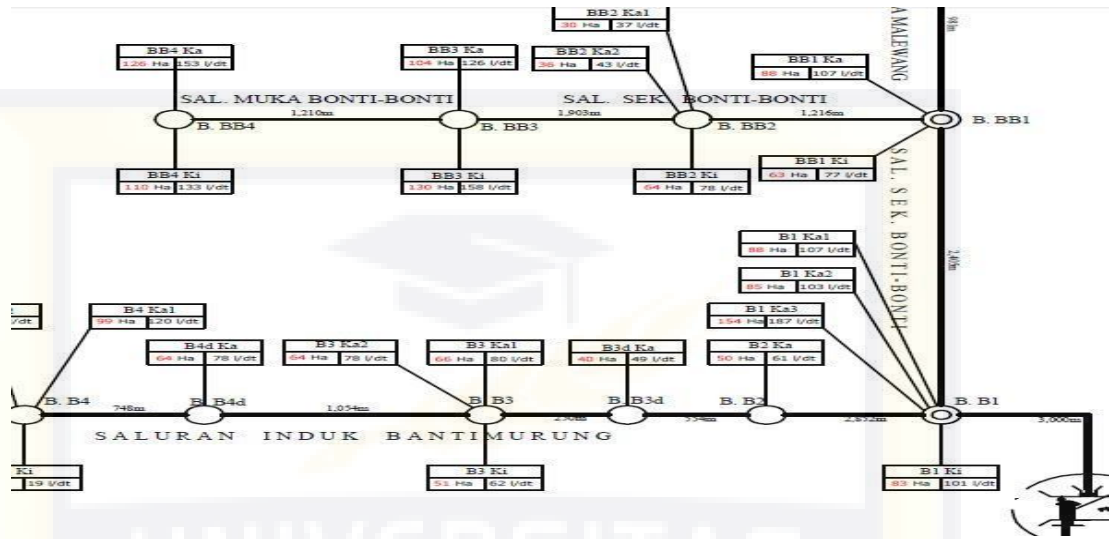 BB2 Ka1
30 Ha 37 l/dt
BB4 Ka
126 Ha 153 l/dt
BB3 Ka
104 Ha 126 l/dt
BB2 Ka2
36 Ha 43 l/dt
BB1 Ka
88 Ha 107 l/dt
AMALEWANG
981m
SAL. MUKA BONTI-BONTI
SAL. SEK. BONTI-BONTI
1,210m
1,903m
1,216m
B. BB4
B. BB3
B. BB2
B. BB1
BB4 Ki
110 Ha 133 l/dt
BB3 Ki
130 Ha 158 l/dt
BB2 Ki
64 Ha 78 l/dt
BB1 Ki
63 Ha 77 l/dt
SAL. SEK. BONTI-BONTI
B1 Ka1
88 Ha 107 l/dt
B1 Ka2
85 Ha 103 l/dt
B1 Ka3
154 Ha 187 l/dt
/dt
B4 Ka1
99 Ha 120 l/dt
B4d Ka
64 Ha 78 l/dt
B3 Ka2
64 Ha 78 l/dt
B3 Ka1
66 Ha 80 l/dt
B3d Ka
40 Ha 49 l/dt
B2 Ka
50 Ha 61 l/dt
B. B4
B. B4d
B. B3
B. B3d
B. B2
B. B1
748m
1,054m
250m
554m
2,852m
3,000m
SALURAN INDUK BANTIMURUNG
Ki
19 l/dt
B3 Ki
51 Ha 62 l/dt
B1 Ki
83 Ha 101 l/dt
UNIVERSITAS